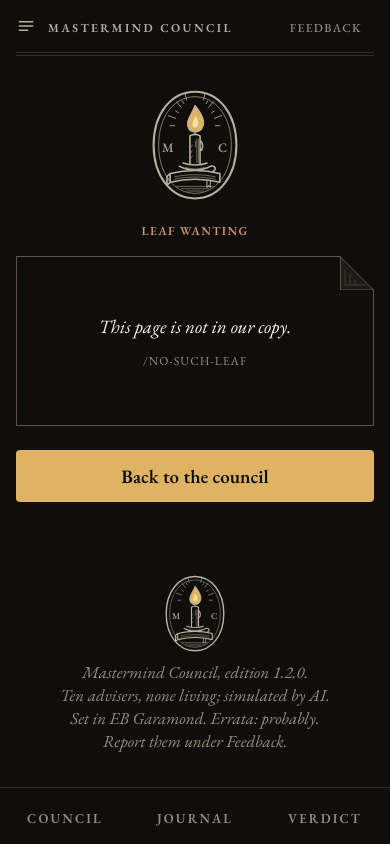 MASTERMIND COUNCIL FEEDBACK
M C
LEAF WANTING
This page is not in our copy.
/NO-SUCH-LEAF
Back to the council
M C
Mastermind Council, edition 1.2.0.
Ten advisers, none living; simulated by AI.
Set in EB Garamond. Errata: probably.
Report them under Feedback.
COUNCIL JOURNAL VERDICT